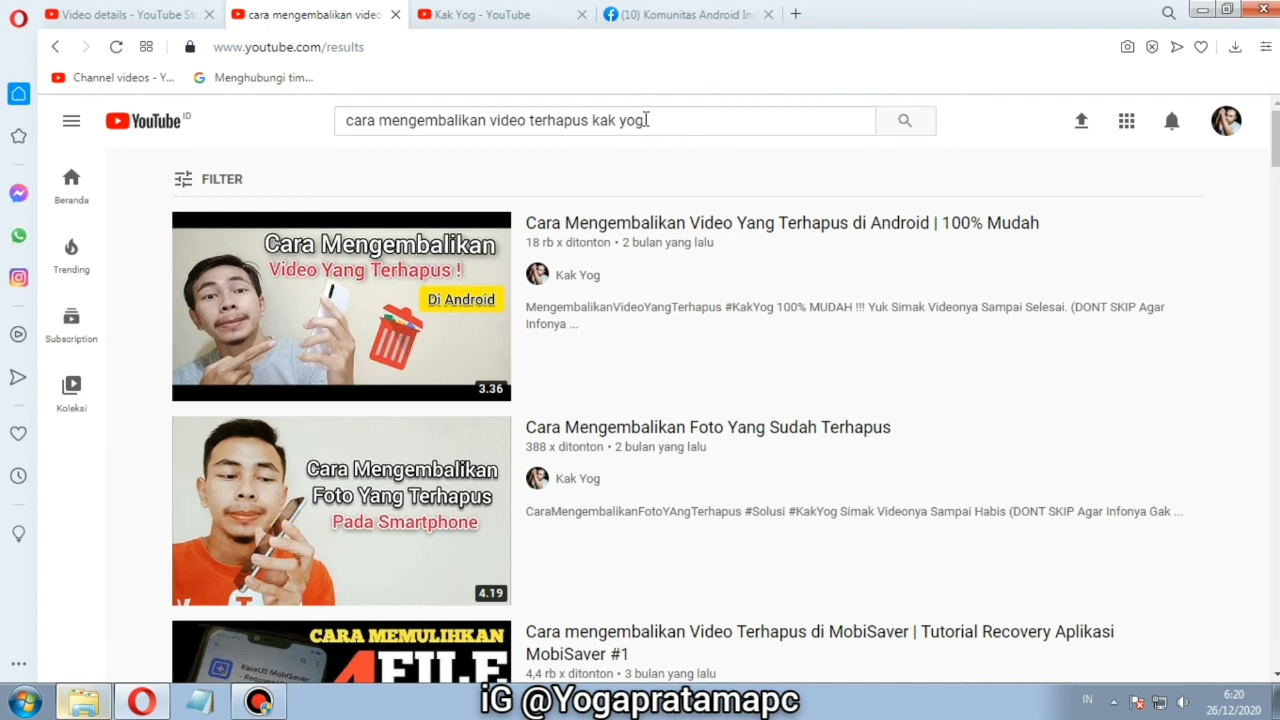 Video details - YouTube St
cara mengembalikan video
Kak Yog - YouTube
(10) Komunitas Android In
www.youtube.com/results
Channel videos - Y...
Menghubungi tim...
YouTube ID
cara mengembalikan video terhapus kak yog
Beranda
Trending
Subscription
Koleksi
FILTER
Cara Mengembalikan
Video Yang Terhapus !
Di Android
3.36
Cara Mengembalikan Video Yang Terhapus di Android | 100% Mudah
18 rb x ditonton • 2 bulan yang lalu
Kak Yog
MengembalikanVideoYangTerhapus #KakYog 100% MUDAH !!! Yuk Simak Videonya Sampai Selesai. (DONT SKIP Agar
Infonya ...
Cara Mengembalikan
Foto Yang Terhapus
Pada Smartphone
4.19
Cara Mengembalikan Foto Yang Sudah Terhapus
388 x ditonton • 2 bulan yang lalu
Kak Yog
CaraMengembalikanFotoYAngTerhapus #Solusi #KakYog Simak Videonya Sampai Habis (DONT SKIP Agar Infonya Gak ...
CARA MEMULIHKAN
4 FILE
EaseUS MobiSaver
Cara mengembalikan Video Terhapus di MobiSaver | Tutorial Recovery Aplikasi
MobiSaver #1
4,4 rb x ditonton • 3 bulan yang lalu
iG @Yogapratamapc
IN
6:20
26/12/2020